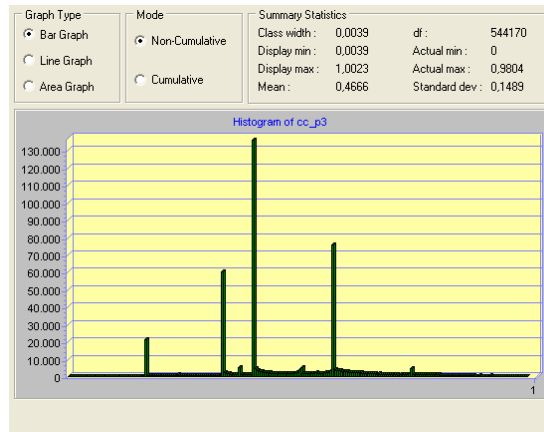 Graph Type
Bar Graph
Line Graph
Area Graph
Mode
Non-Cumulative
Cumulative
Summary Statistics
Class width : 0,0039 df : 544170
Display min : 0,0039 Actual min : 0
Display max : 1,0023 Actual max : 0,9804
Mean : 0,4666 Standard dev : 0,1489
Histogram of cc_p3
130.000
120.000
110.000
100.000
90.000
80.000
70.000
60.000
50.000
40.000
30.000
20.000
10.000
0
1